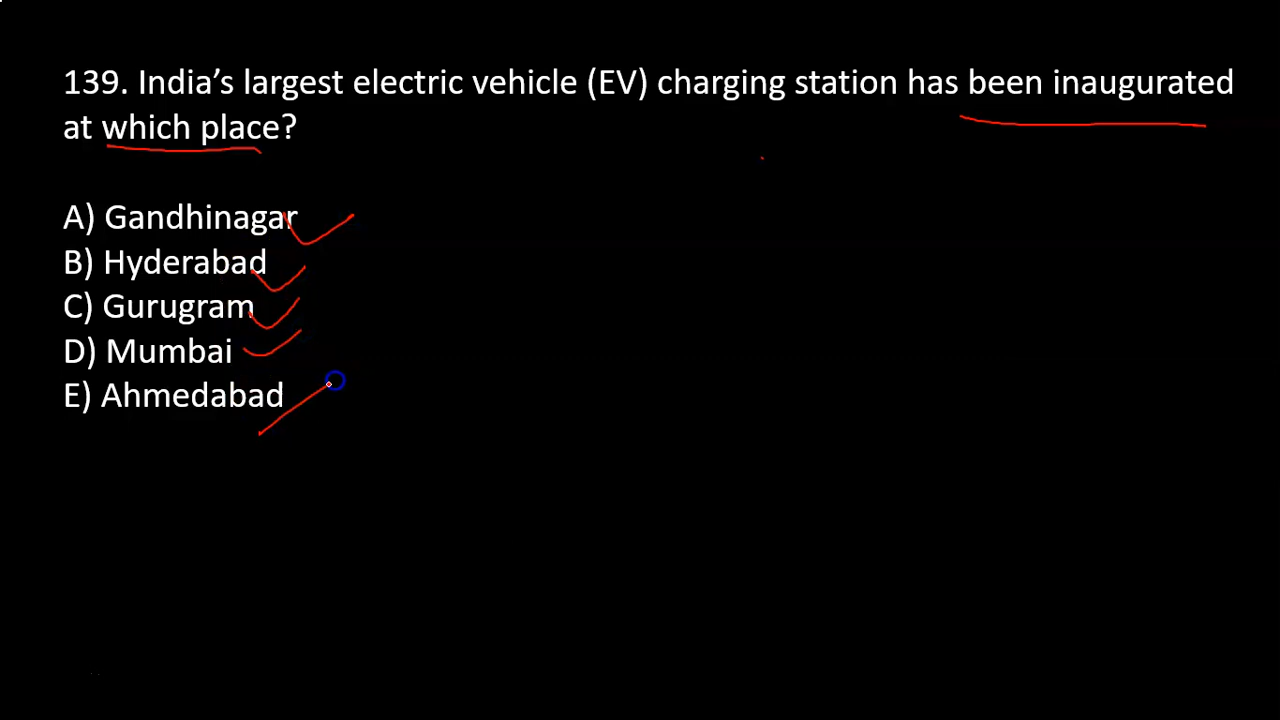 139. India’s largest electric vehicle (EV) charging station has been inaugurated
at which place?
A) Gandhinagar
B) Hyderabad
C) Gurugram
D) Mumbai
E) Ahmedabad